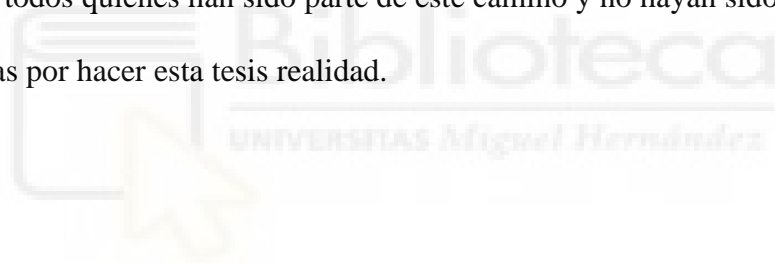 todos quienes han sido parte de este camino y no hayan sido
as por hacer esta tesis realidad.
Biblioteca
UNIVERSITAS Miguel Hernández